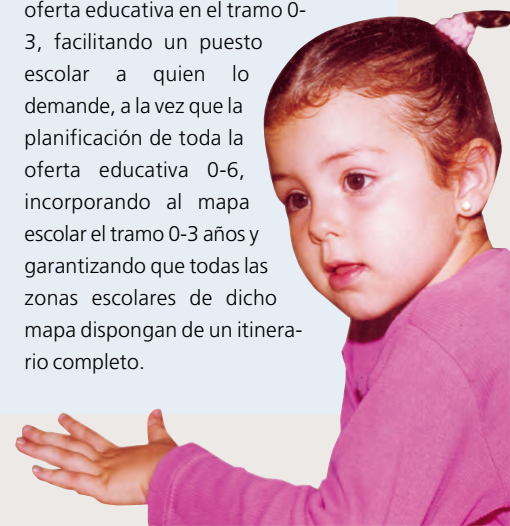 oferta educativa en el tramo 0-
3, facilitando un puesto
escolar a quien lo
demande, a la vez que la
planificación de toda la
oferta educativa 0-6,
incorporando al mapa
escolar el tramo 0-3 años y
garantizando que todas las
zonas escolares de dicho
mapa dispongan de un itinera-
rio completo.